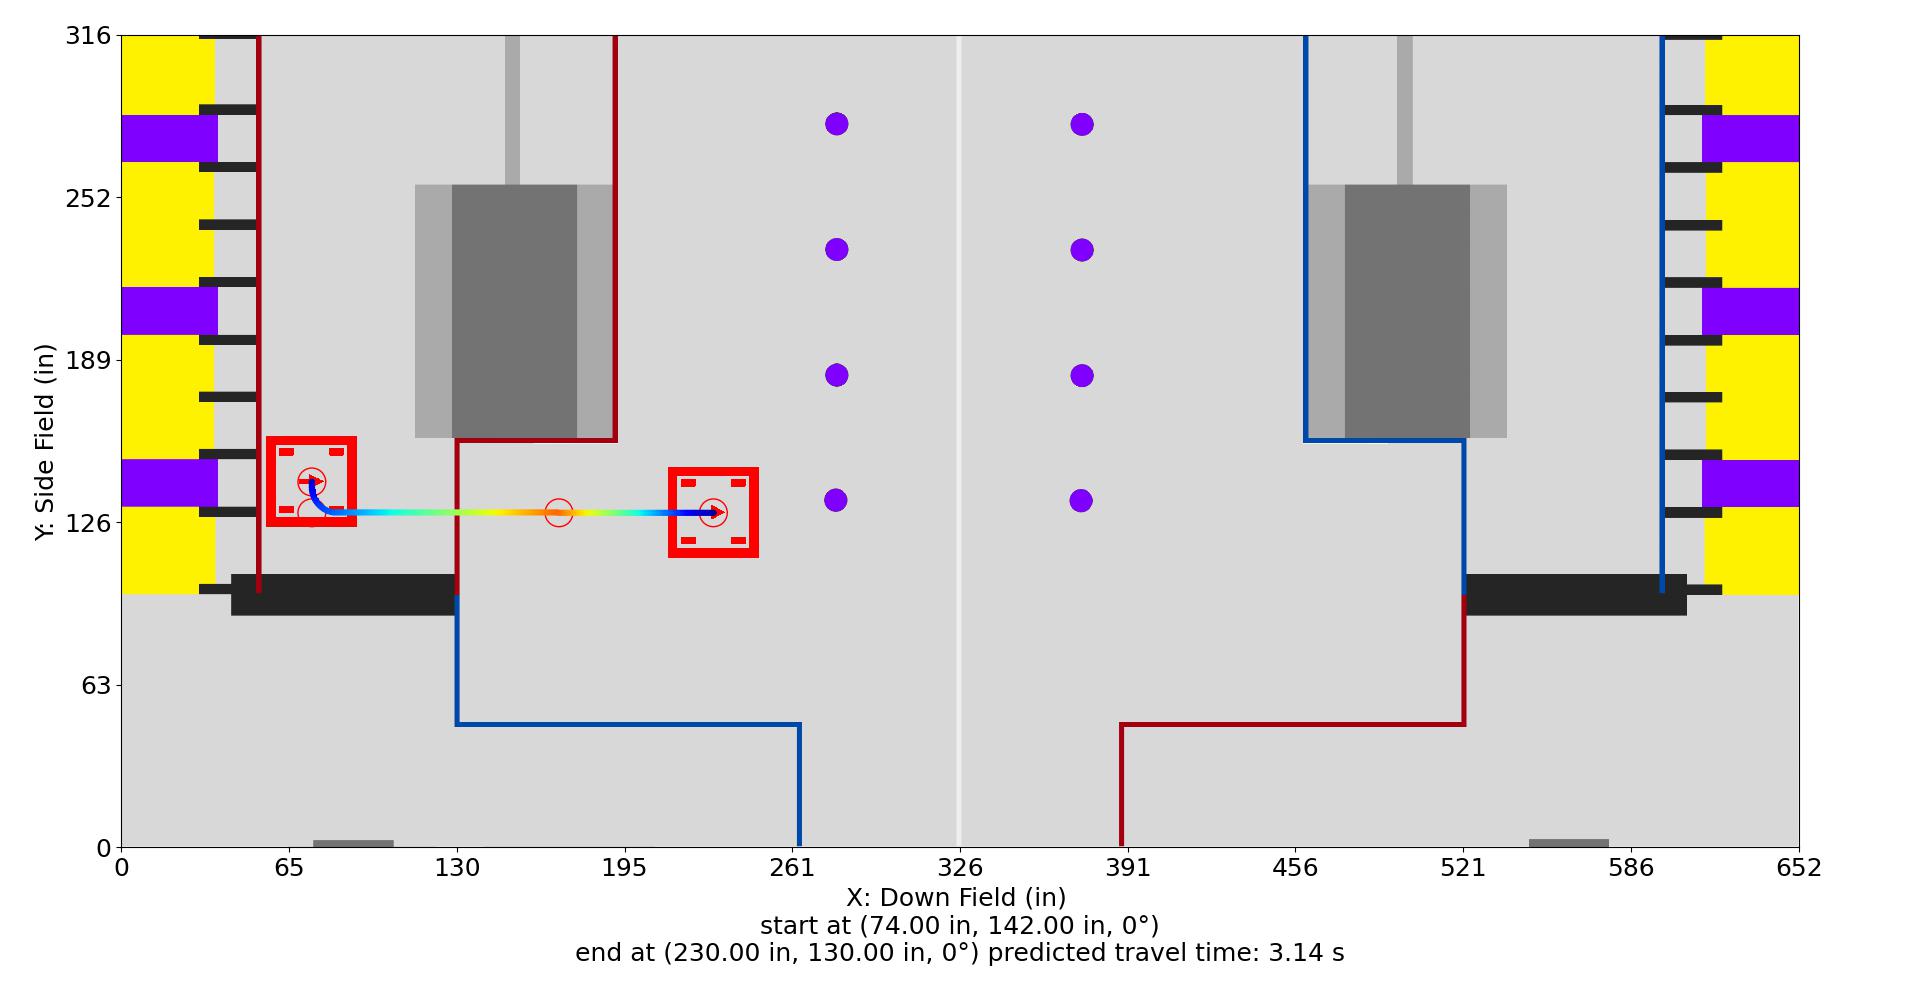 316
252
189
126
63
0
Y: Side Field (in)
0 65 130 195 261 326 391 456 521 586 652
X: Down Field (in)
start at (74.00 in, 142.00 in, 0°)
end at (230.00 in, 130.00 in, 0°) predicted travel time: 3.14 s